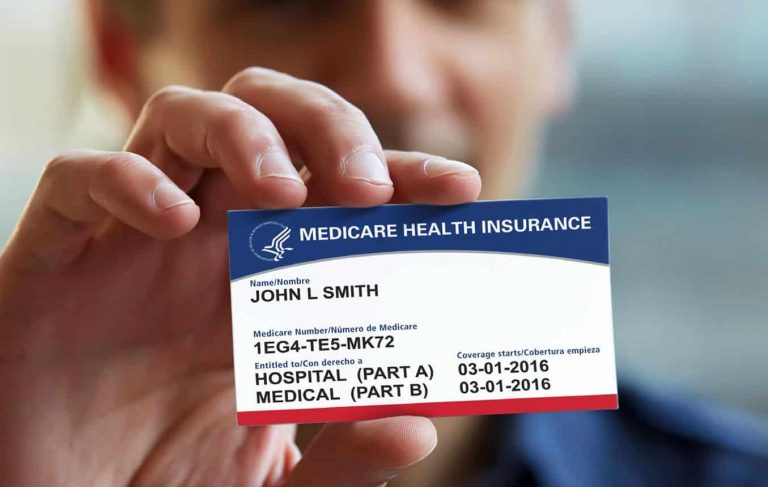 MEDICARE HEALTH INSURANCE
Name/Nombre
JOHN L SMITH
Medicare Number/Número de Medicare
1EG4-TE5-MK72
Entitled to/Con derecho a
HOSPITAL (PART A)
MEDICAL (PART B)
Coverage starts/Cobertura empieza
03-01-2016
03-01-2016